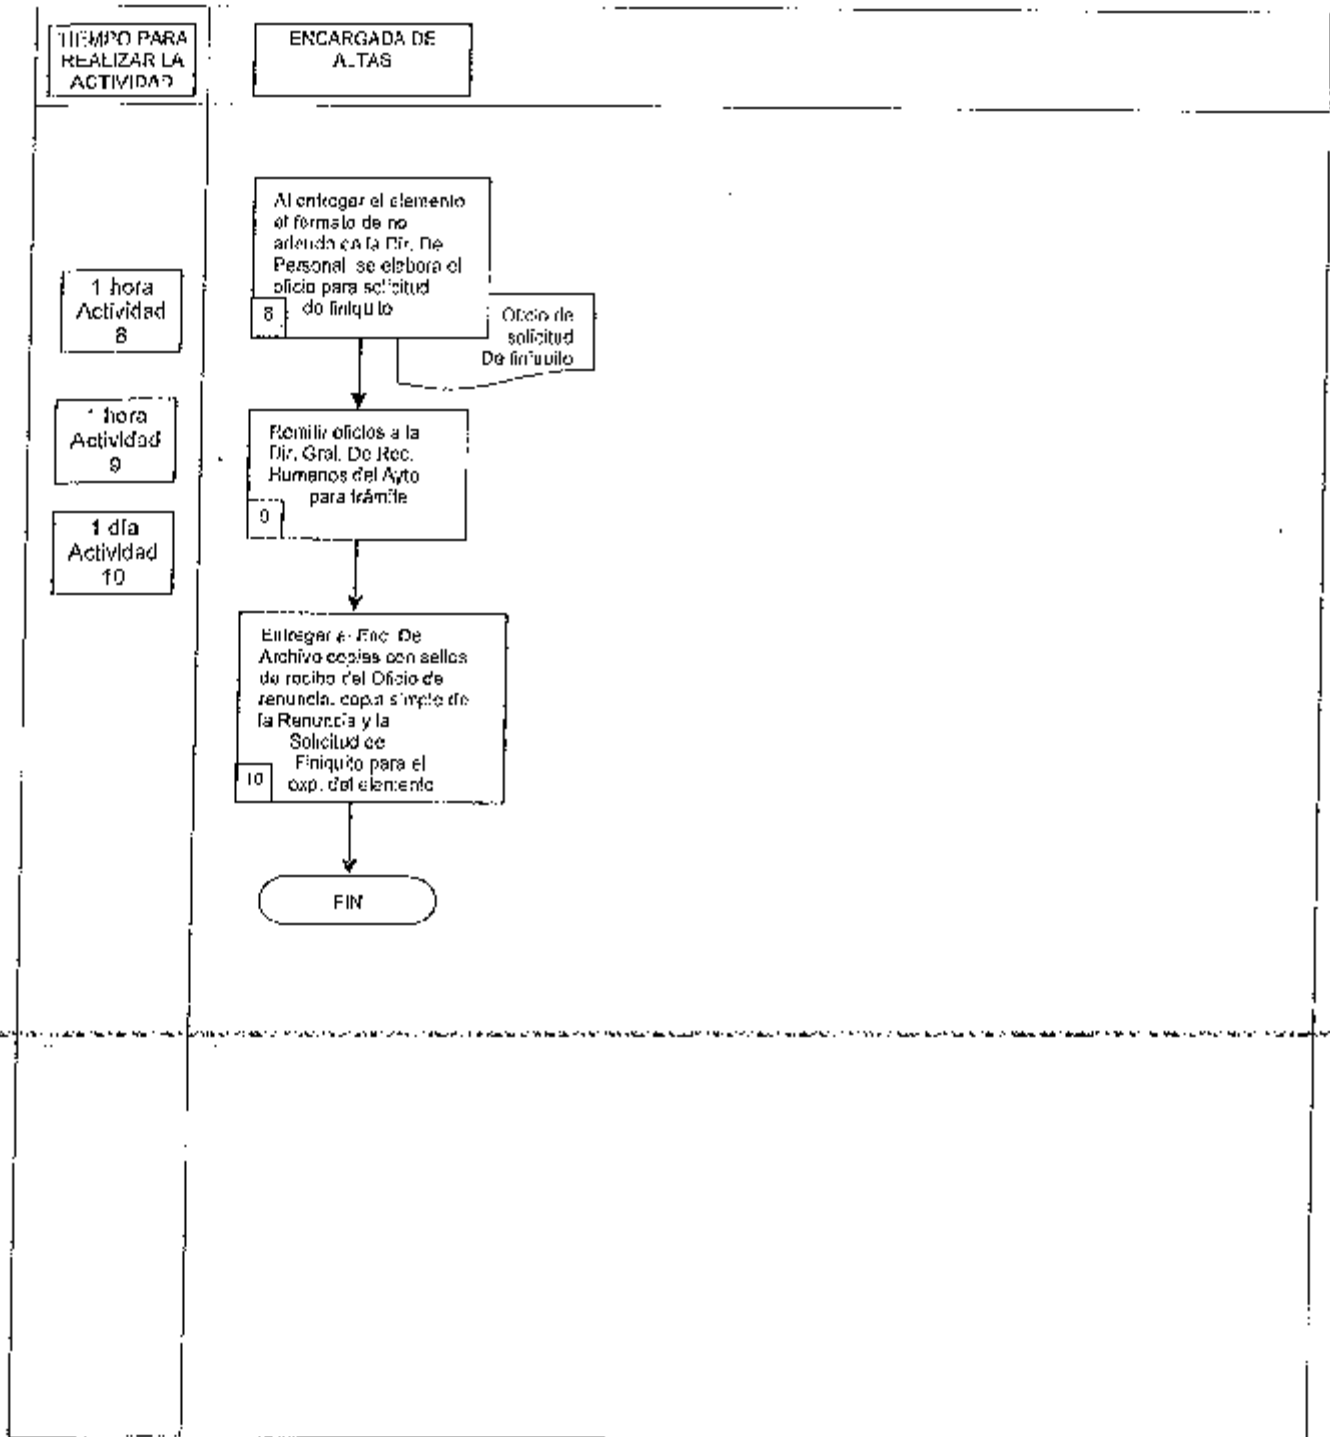 TIEMPO PARA
REALIZAR LA
ACTIVIDAD
ENCARGADA DE
ALTAS
Al entregar el elemento
el formato de no
adeudo en la Dir. De
Personal se elabora el
oficio para solicitud
do finiquito
8
Oficio de
solicitud
De finiquito
1 hora
Actividad
8
1 hora
Actividad
9
Remitir oficios a la
Dir. Gral. De Rec.
Humanos del Ayto
para trámite
9
1 día
Actividad
10
Entregar a Enc. De
Archivo copias con sellos
de recibo del Oficio de
renuncia, copia simple de
la Renuncia y la
Solicitud de
Finiquito para el
exp. del elemento
10
FIN